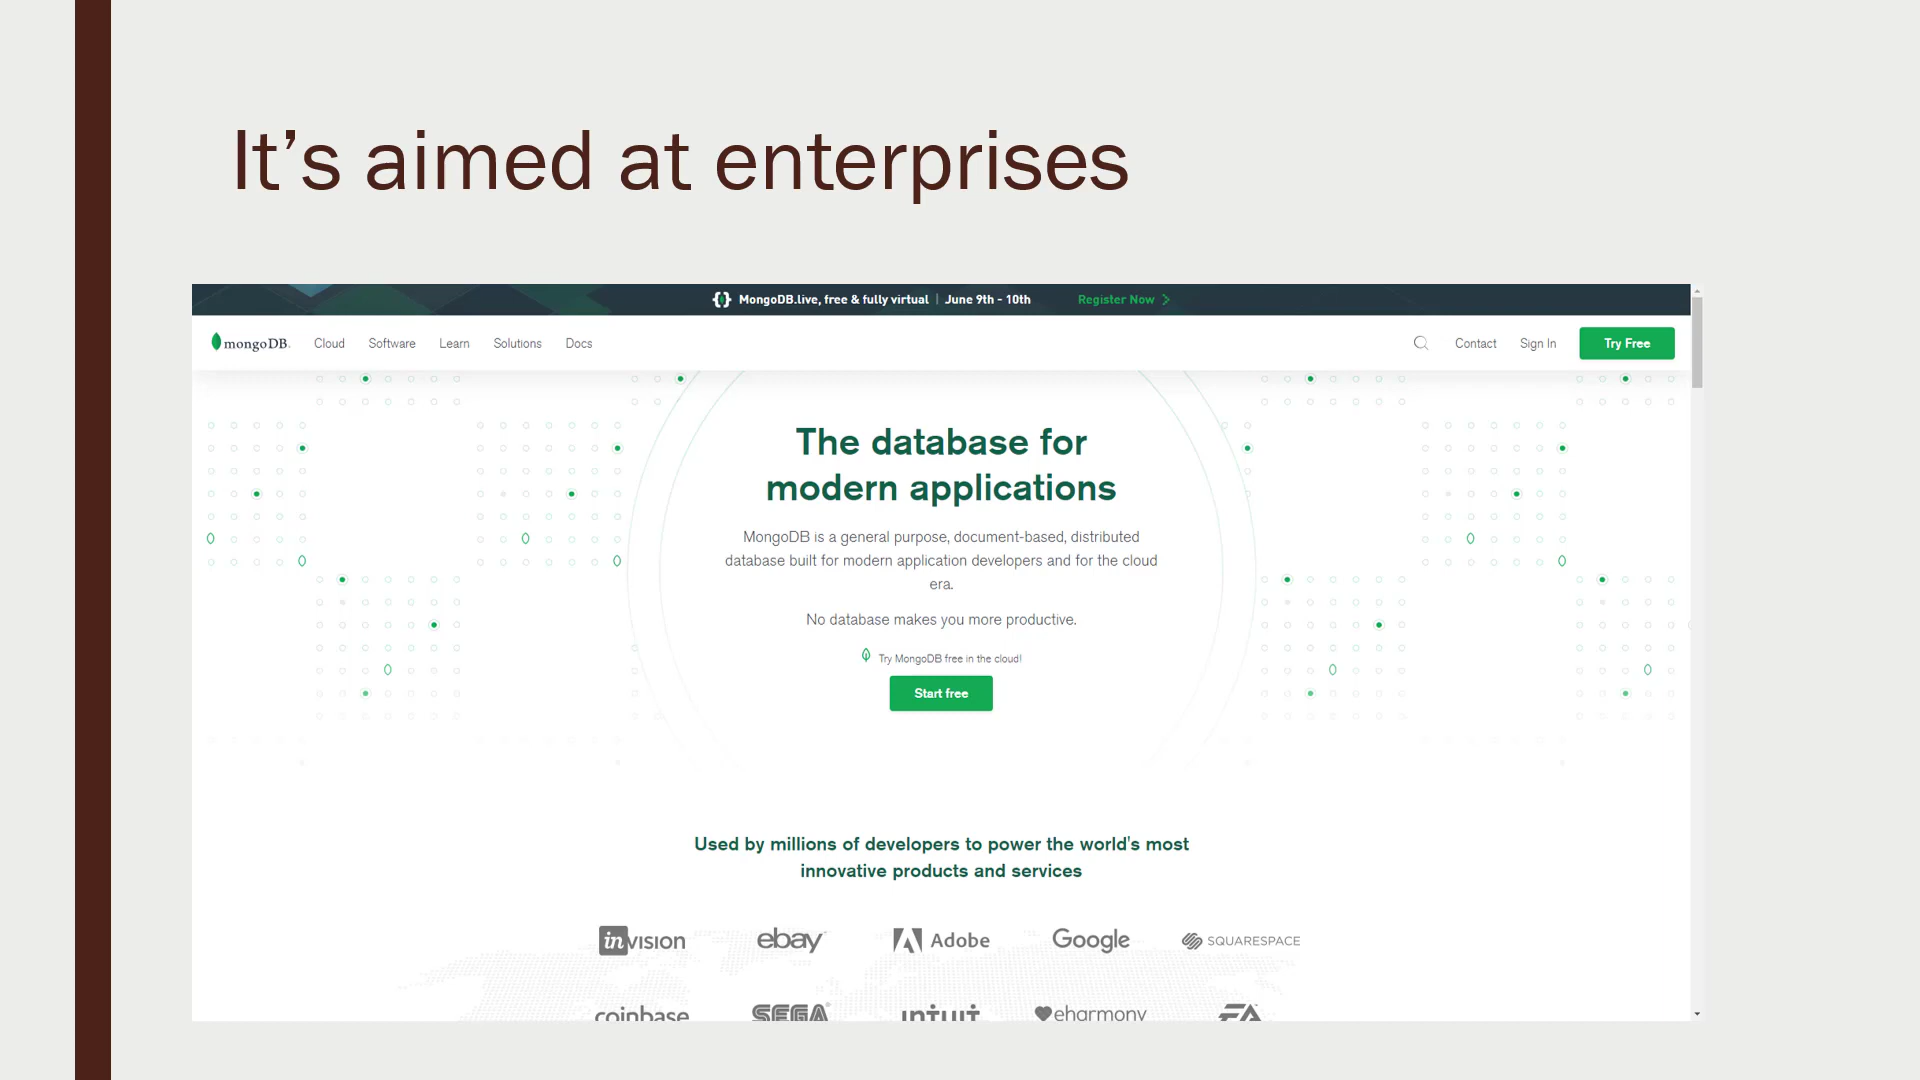 It’s aimed at enterprises
MongoDB.live, free & fully virtual | June 9th - 10th Register Now
mongoDB. Cloud Software Learn Solutions Docs Contact Sign In Try Free
The database for
modern applications
MongoDB is a general purpose, document-based, distributed
database built for modern application developers and for the cloud
era.
No database makes you more productive.
Try MongoDB free in the cloud!
Start free
Used by millions of developers to power the world's most
innovative products and services
inVISION ebay Adobe Google SQUARESPACE
coinbase SEGA intuit eharmony EA